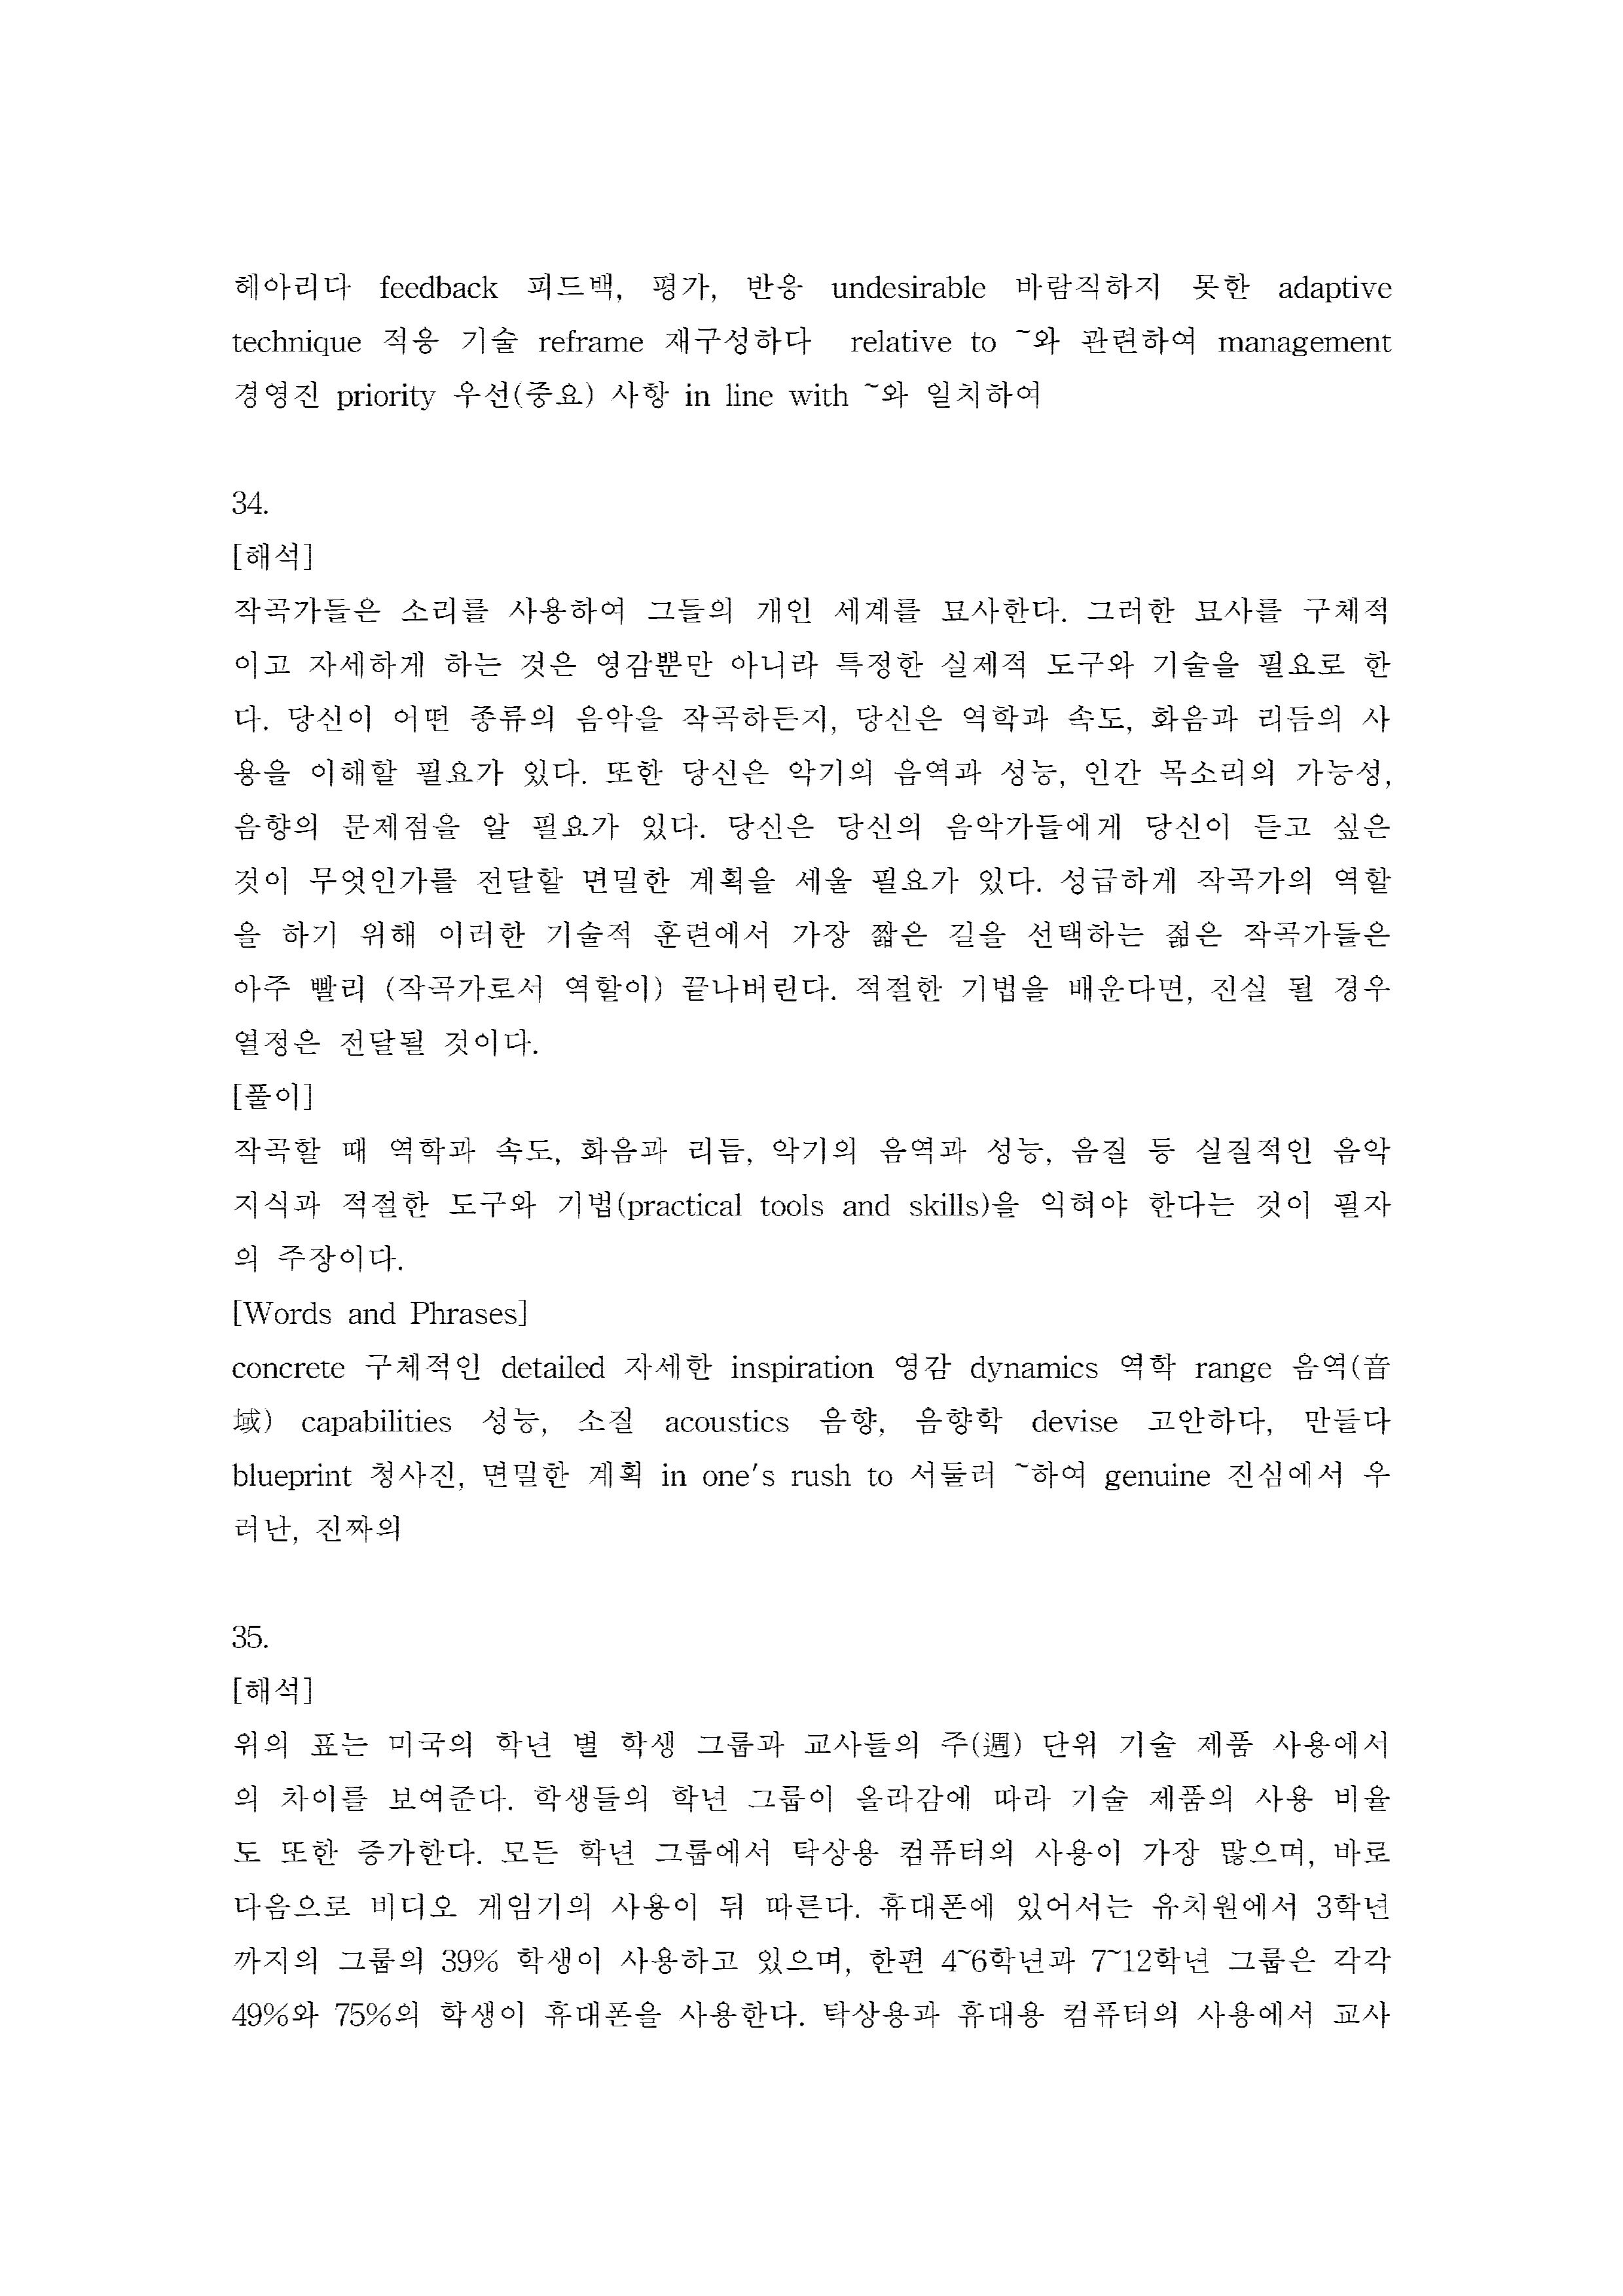 헤아리다 feedback 피드백, 평가, 반응 undesirable 바람직하지 못한 adaptive
technique 적응 기술 reframe 재구성하다 relative to ~와 관련하여 management
경영진 priority 우선(중요) 사항 in line with ~와 일치하여
34.
[해석]
작곡가들은 소리를 사용하여 그들의 개인 세계를 묘사한다. 그러한 묘사를 구체적
이고 자세하게 하는 것은 영감뿐만 아니라 특정한 실제적 도구와 기술을 필요로 한
다. 당신이 어떤 종류의 음악을 작곡하든지, 당신은 역학과 속도, 화음과 리듬의 사
용을 이해할 필요가 있다. 또한 당신은 악기의 음역과 성능, 인간 목소리의 가능성,
음향의 문제점을 알 필요가 있다. 당신은 당신의 음악가들에게 당신이 듣고 싶은
것이 무엇인가를 전달할 면밀한 계획을 세울 필요가 있다. 성급하게 작곡가의 역할
을 하기 위해 이러한 기술적 훈련에서 가장 짧은 길을 선택하는 젊은 작곡가들은
아주 빨리 (작곡가로서 역할이) 끝나버린다. 적절한 기법을 배운다면, 진실 될 경우
열정은 전달될 것이다.
[풀이]
작곡할 때 역학과 속도, 화음과 리듬, 악기의 음역과 성능, 음질 등 실질적인 음악
지식과 적절한 도구와 기법(practical tools and skills)을 익혀야 한다는 것이 필자
의 주장이다.
[Words and Phrases]
concrete 구체적인 detailed 자세한 inspiration 영감 dynamics 역학 range 음역(音
域) capabilities 성능, 소질 acoustics 음향, 음향학 devise 고안하다, 만들다
blueprint 청사진, 면밀한 계획 in one's rush to 서둘러 ~하여 genuine 진심에서 우
러난, 진짜의
35.
[해석]
위의 표는 미국의 학년 별 학생 그룹과 교사들의 주(週) 단위 기술 제품 사용에서
의 차이를 보여준다. 학생들의 학년 그룹이 올라감에 따라 기술 제품의 사용 비율
도 또한 증가한다. 모든 학년 그룹에서 탁상용 컴퓨터의 사용이 가장 많으며, 바로
다음으로 비디오 게임기의 사용이 뒤 따른다. 휴대폰에 있어서는 유치원에서 3학년
까지의 그룹의 39% 학생이 사용하고 있으며, 한편 4~6학년과 7~12학년 그룹은 각각
49%와 75%의 학생이 휴대폰을 사용한다. 탁상용과 휴대용 컴퓨터의 사용에서 교사